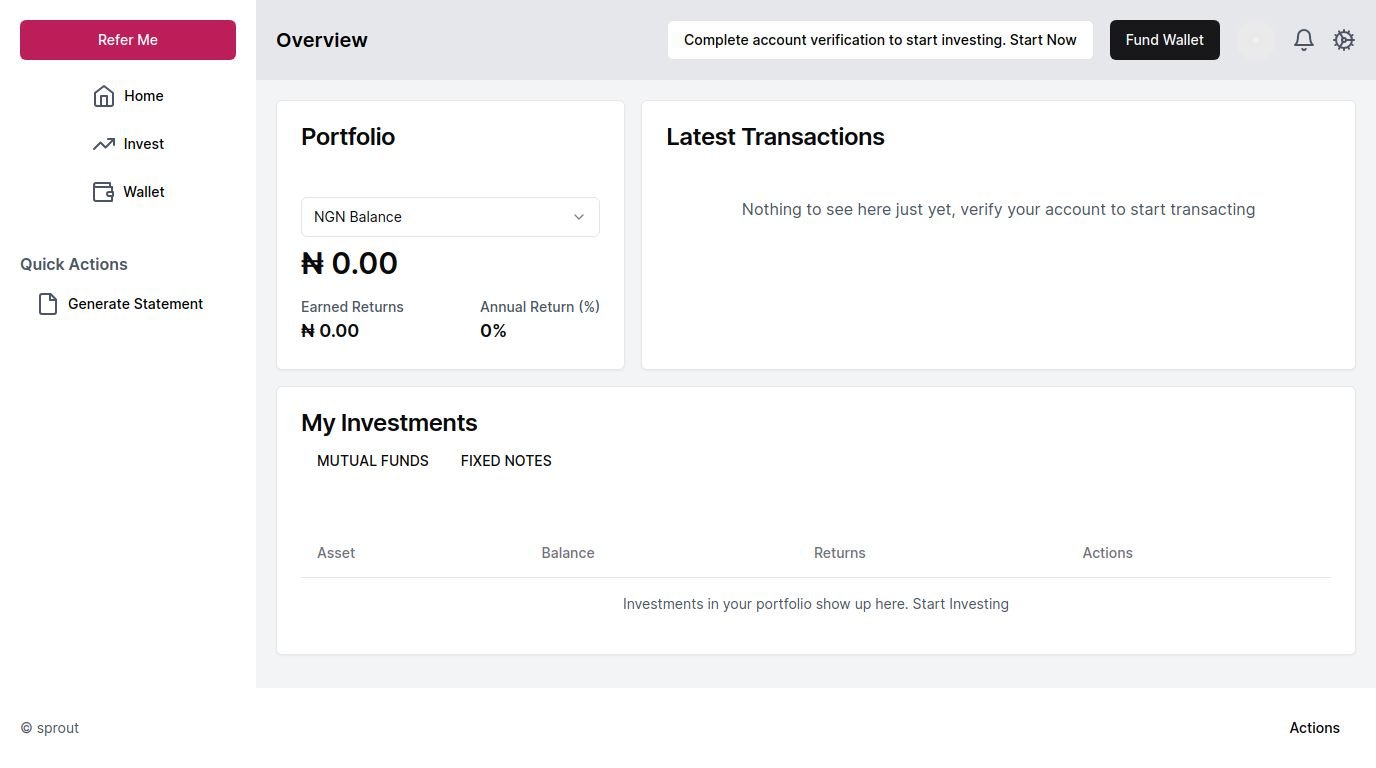 Refer Me
Home
Invest
Wallet
Quick Actions
Generate Statement
Overview
Complete account verification to start investing. Start Now
Fund Wallet
Portfolio
NGN Balance
₦ 0.00
Earned Returns
Annual Return (%)
₦ 0.00
0%
Latest Transactions
Nothing to see here just yet, verify your account to start transacting
My Investments
MUTUAL FUNDS
FIXED NOTES
Asset
Balance
Returns
Actions
Investments in your portfolio show up here. Start Investing
© sprout
Actions